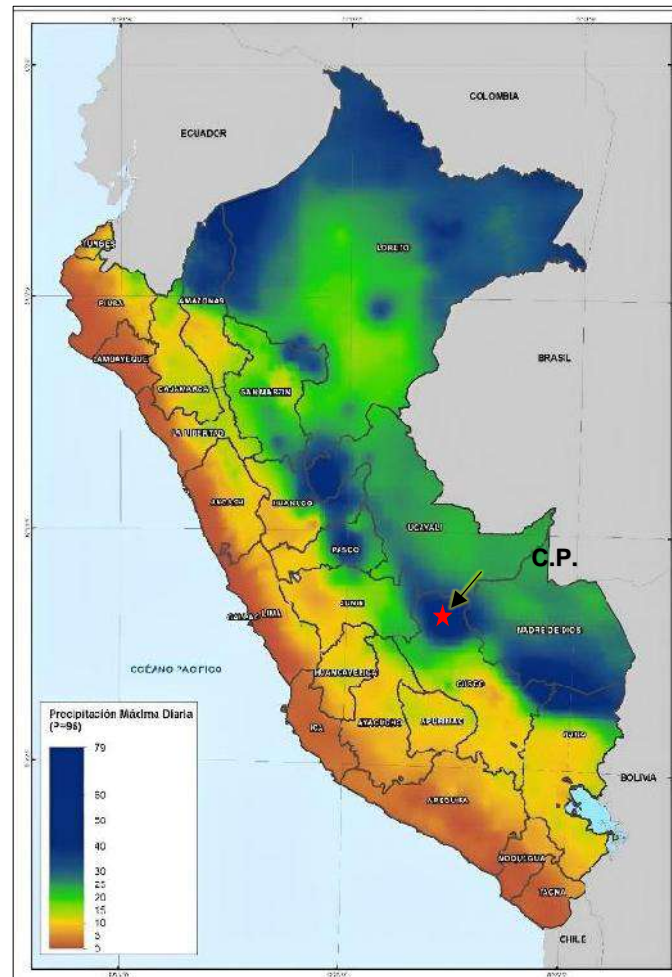 COLOMBIA
ECUADOR
LORETO
TUMBES
PIURA
AMAZONAS
LAMBAYEQUE
BRASIL
CAJAMARCA
SAN MARTIN
LA LIBERTAD
ANCASH
HUANUCO
UCAYALI
PASCO
C.P.
JUNIN
LIMA
MADRE DE DIOS
OCÉANO PACIFICO
HUANCAVELICA
CUSCO
ICA
AYACUCHO
APURIMAC
PUNO
Precipitación Máxima Diaria
79
60
50
40
30
25
20
15
10
5
0
BOLIVIA
AREQUIPA
MOQUEGUA
TACNA
CHILE